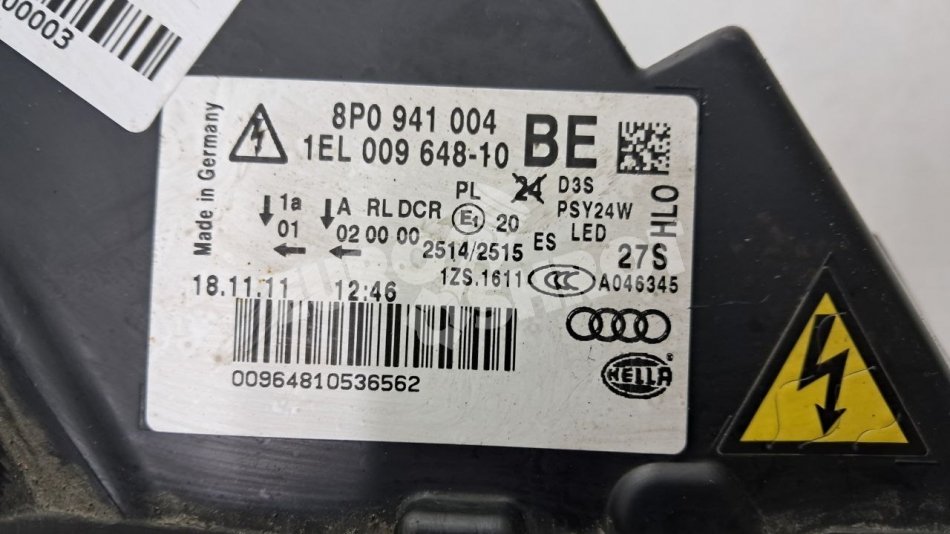 00003
Made in Germany
8P0 941 004
1EL 009 648-10
BE
PL 24 D3S
1a A RL DCR E1 20 PSY24W
01 02 00 00 LED
2514/2515 ES
HLO
27S
1ZS.1611 CCC A046345
18.11.11 12:46
00964810536562
HELLA